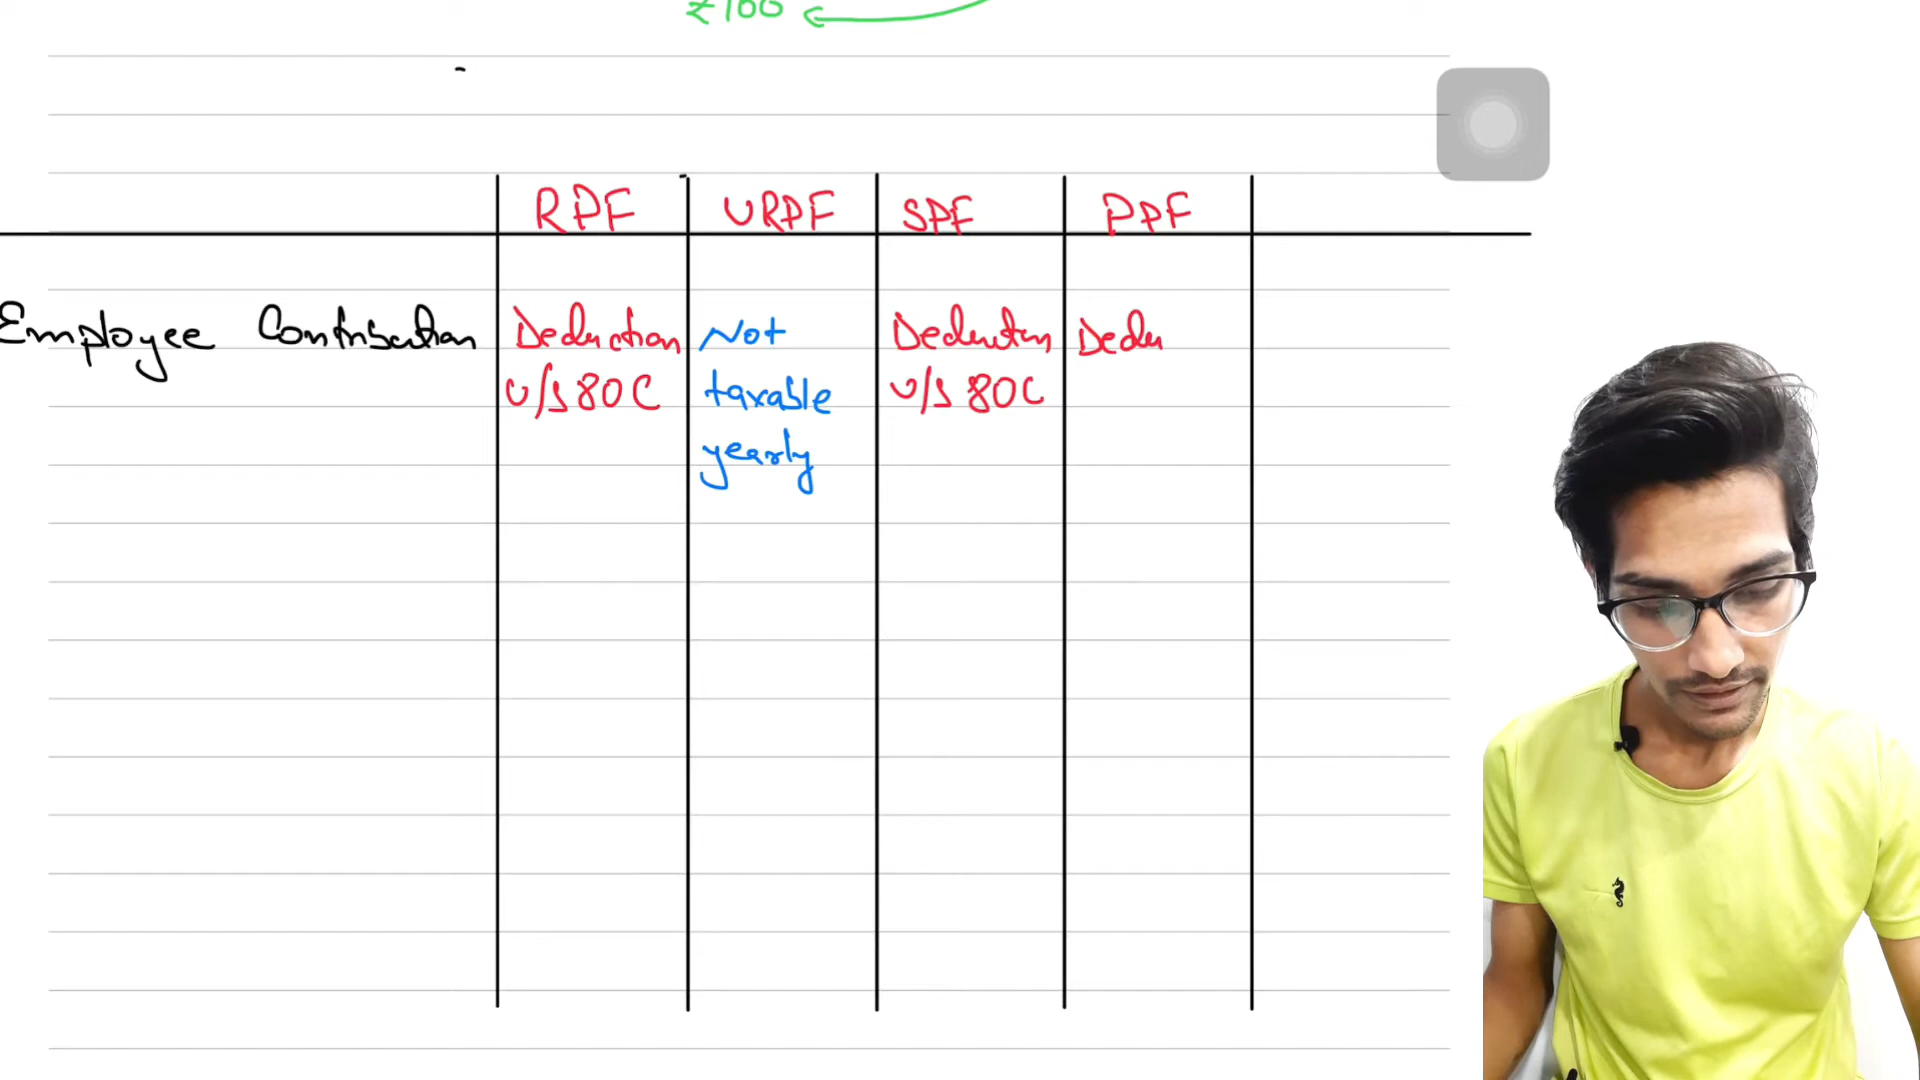 ₹100
RPF URPF SPF PPF
Employee Contribution Deduction Not Deduction Dedu
U/S 80C taxable U/S 80C
yearly